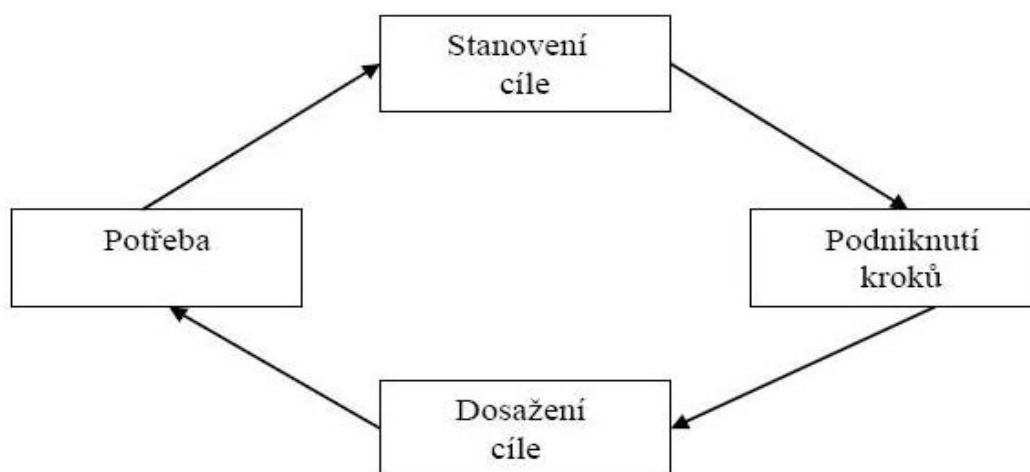 Stanovení
cíle
Potřeba
Podniknutí
kroků
Dosažení
cíle